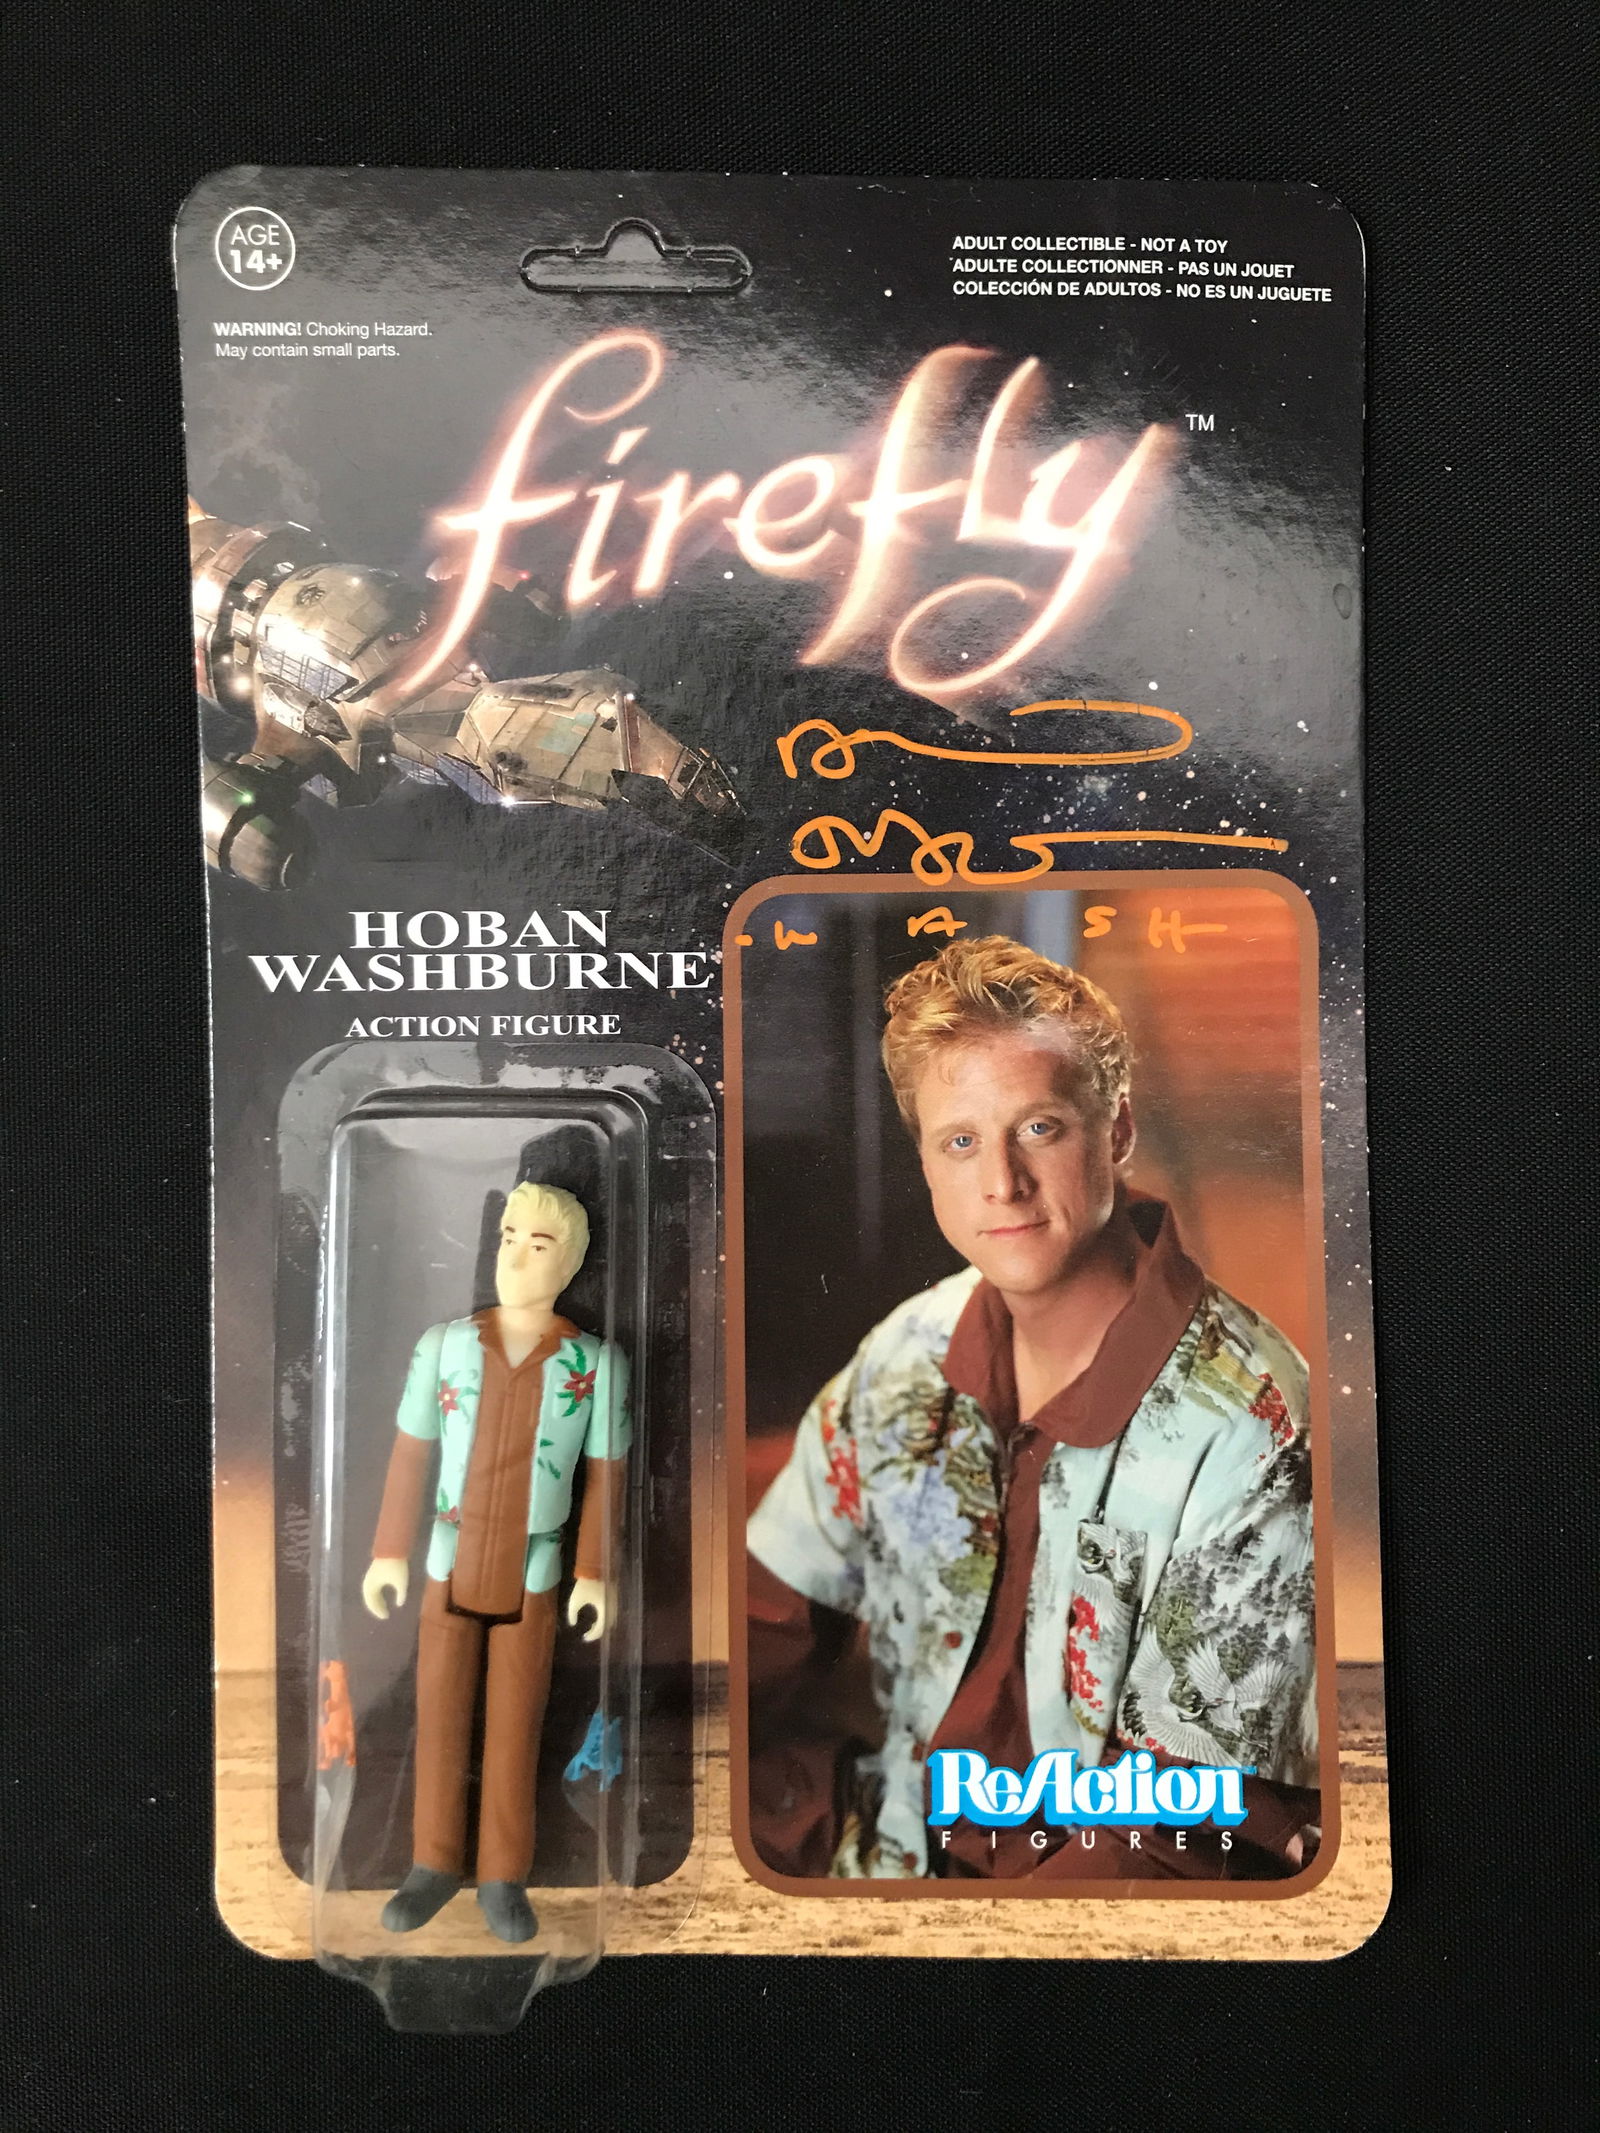 AGE
14+
ADULT COLLECTIBLE - NOT A TOY
ADULTE COLLECTIONNER - PAS UN JOUET
COLECCIÓN DE ADULTOS - NO ES UN JUGUETE
WARNING! Choking Hazard.
May contain small parts.
firefly TM
- W A S H
HOBAN
WASHBURNE
ACTION FIGURE
ReAction
FIGURES